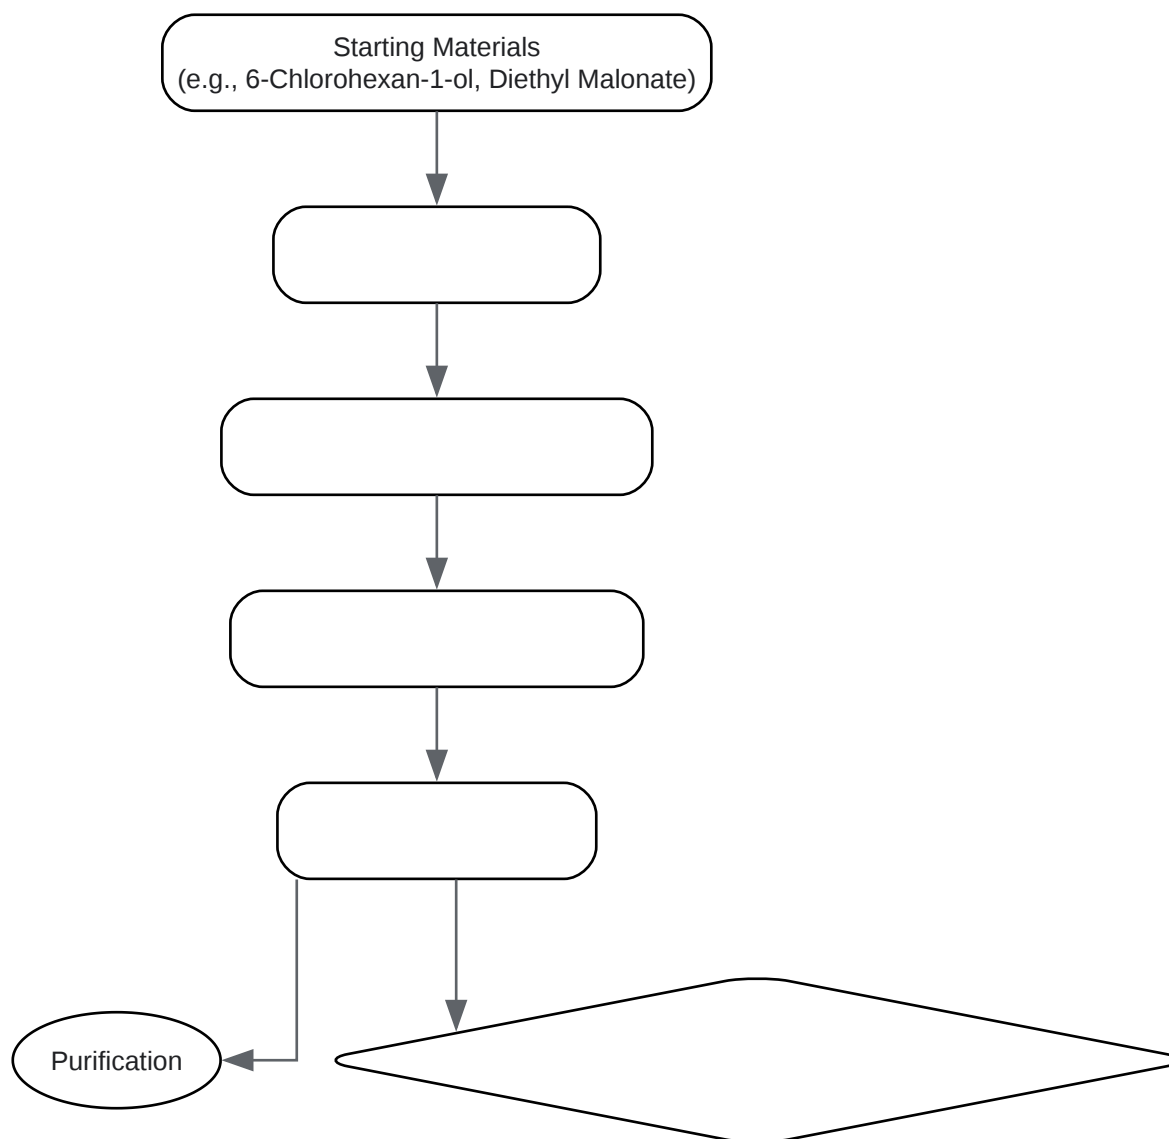 Starting Materials
(e.g., 6-Chlorohexan-1-ol, Diethyl Malonate)
Purification